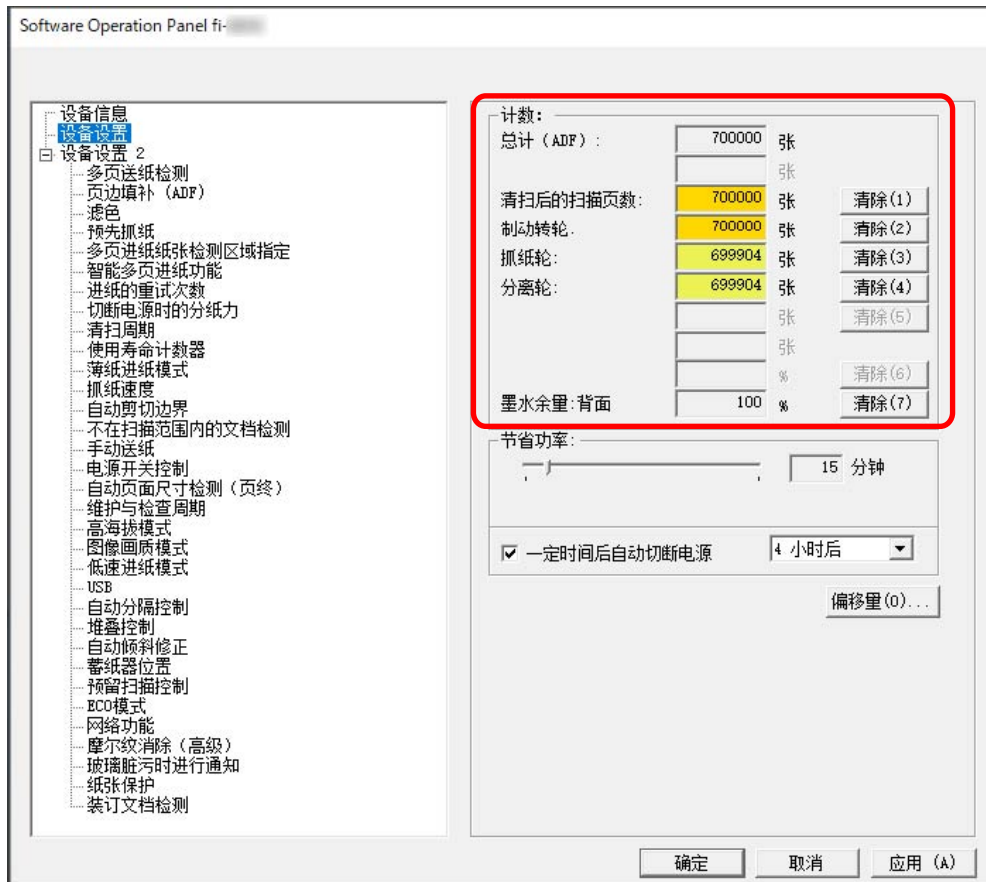 Software Operation Panel fi-
设备信息
设备设置
设备设置 2
多页送纸检测
页边填补 (ADF)
滤色
预先抓纸
多页进纸纸张检测区域指定
智能多页进纸功能
进纸的重试次数
切断电源时的分纸力
清扫周期
使用寿命计数器
薄纸进纸模式
抓纸速度
自动剪切边界
不在扫描范围内的文档检测
手动送纸
电源开关控制
自动页面尺寸检测（页终）
维护与检查周期
高海拔模式
图像画质模式
低速进纸模式
USB
自动分隔控制
堆叠控制
自动倾斜修正
蓄纸器位置
预留扫描控制
ECO模式
网络功能
摩尔纹消除（高级）
玻璃脏污时进行通知
纸张保护
装订文档检测
计数:
总计 (ADF) : 700000 张
张
清扫后的扫描页数: 700000 张 清除(1)
制动转轮. 700000 张 清除(2)
抓纸轮: 699904 张 清除(3)
分离轮: 699904 张 清除(4)
张 清除(5)
张
% 清除(6)
墨水余量:背面 100 % 清除(7)
节省功率:
15 分钟
一定时间后自动切断电源 4 小时后
偏移量(O)...
确定 取消 应用 (A)